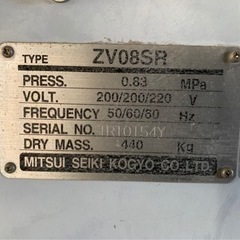 TYPE ZV08SR
PRESS. 0.83 MPa
VOLT. 200/200/220 V
FREQUENCY 50/60/60 Hz
SERIAL NO. 1R10154Y
DRY MASS. 440 Kg
MITSUI SEIKI KOGYO CO.,LTD.